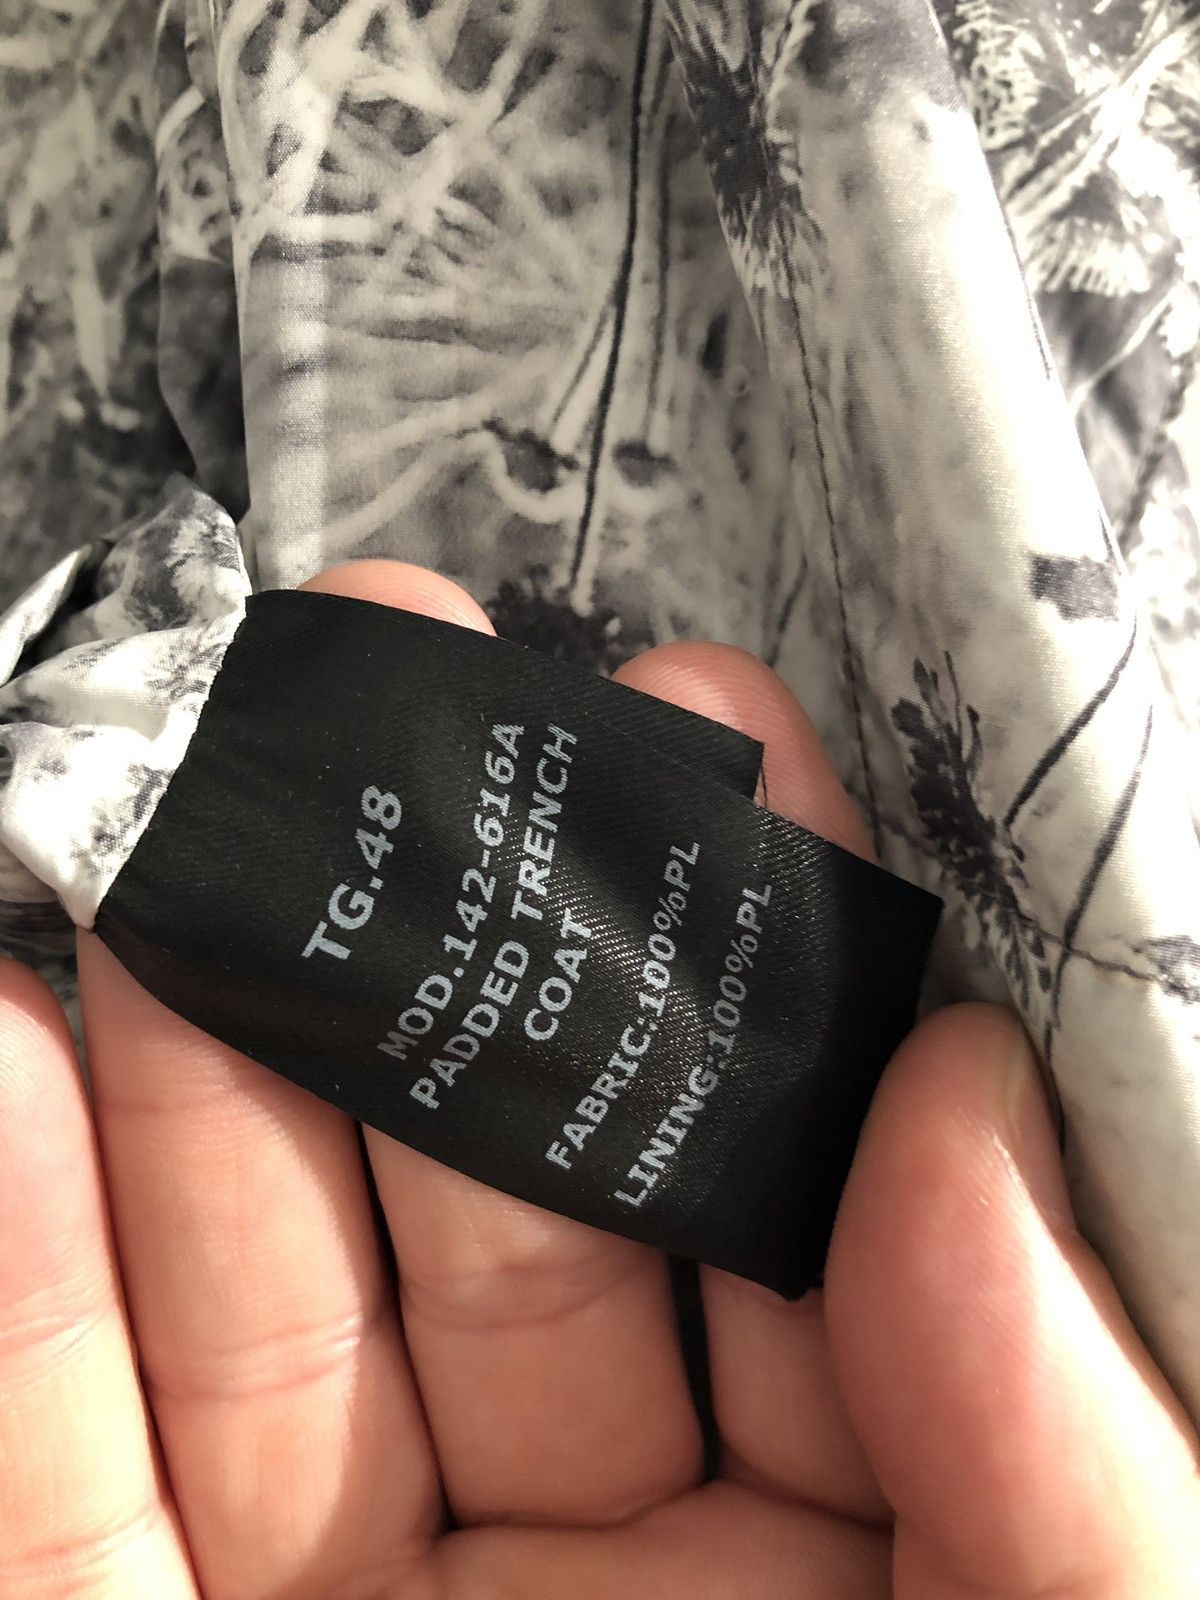 TG.48
MOD.142-616A
PADDED TRENCH
COAT
FABRIC:100%PL
LINING:100%PL